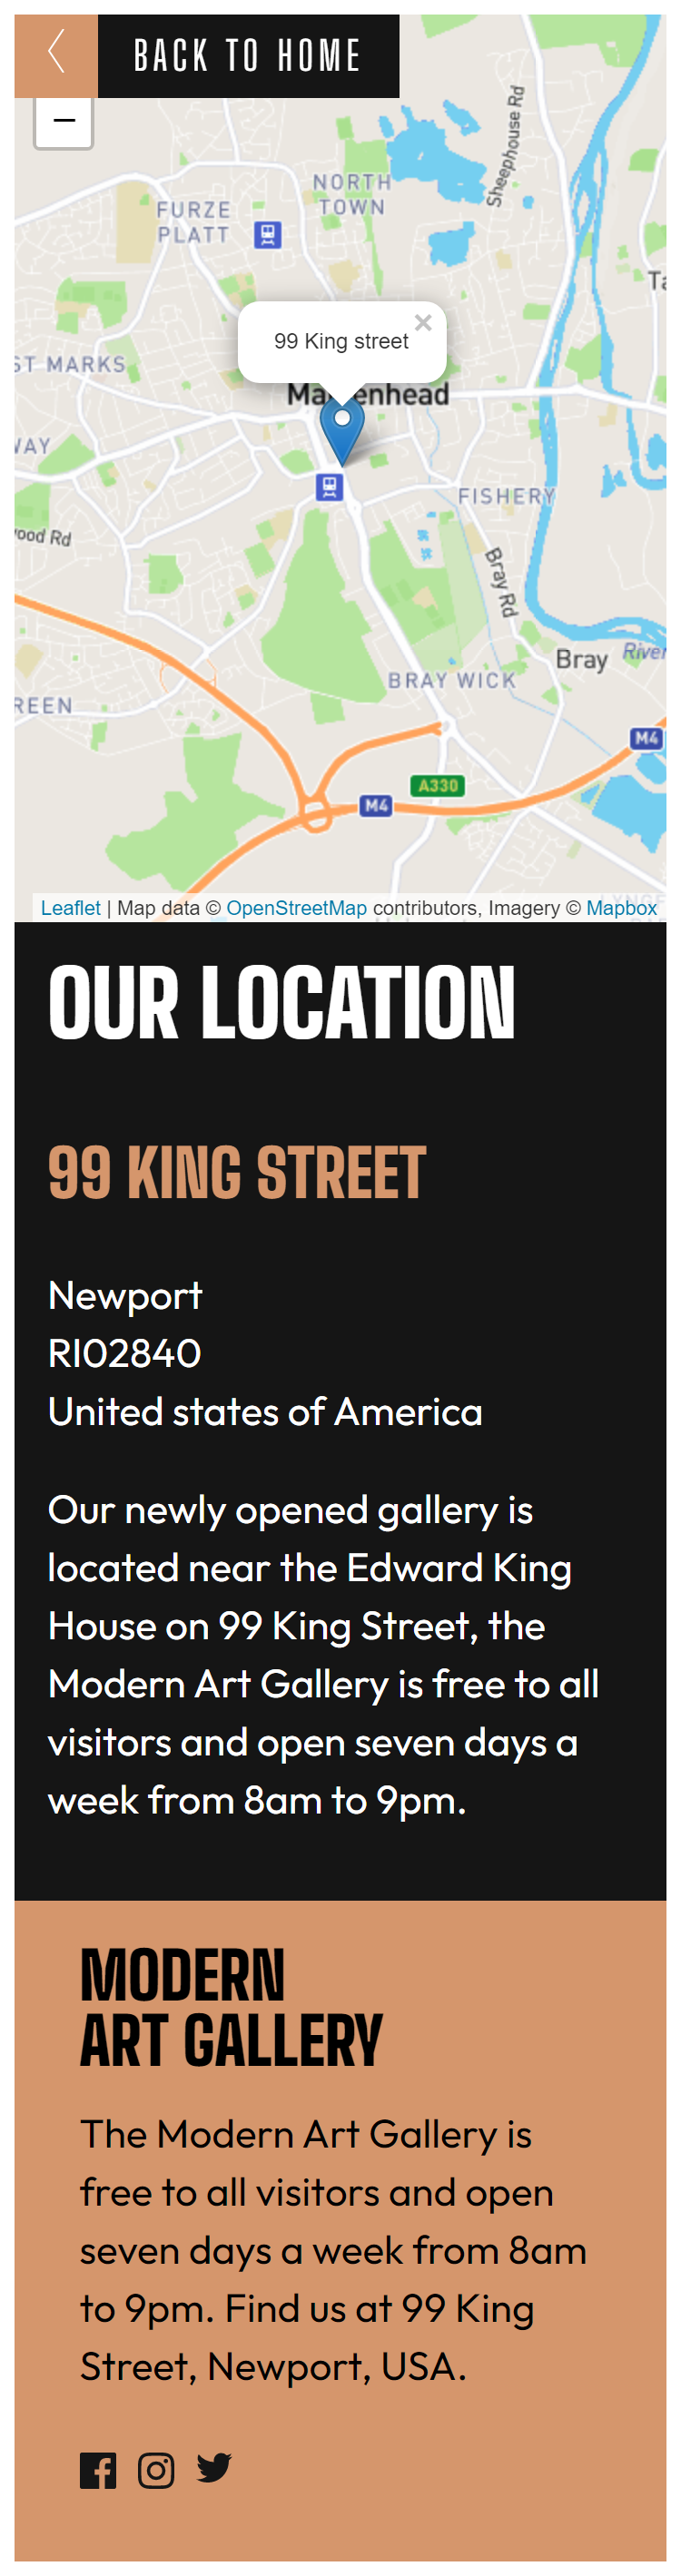 BACK TO HOME
−
Sheephouse Rd
NORTH
TOWN
FURZE
PLATT
Ta
99 King street
×
ST MARKS
Maidenhead
WAY
FISHERY
ood Rd
Bray Rd
Bray
River
BRAY WICK
REEN
M4
A330
M4
Leaflet | Map data © OpenStreetMap contributors, Imagery © Mapbox
OUR LOCATION
99 KING STREET
Newport
RI02840
United states of America
Our newly opened gallery is
located near the Edward King
House on 99 King Street, the
Modern Art Gallery is free to all
visitors and open seven days a
week from 8am to 9pm.
MODERN
ART GALLERY
The Modern Art Gallery is
free to all visitors and open
seven days a week from 8am
to 9pm. Find us at 99 King
Street, Newport, USA.